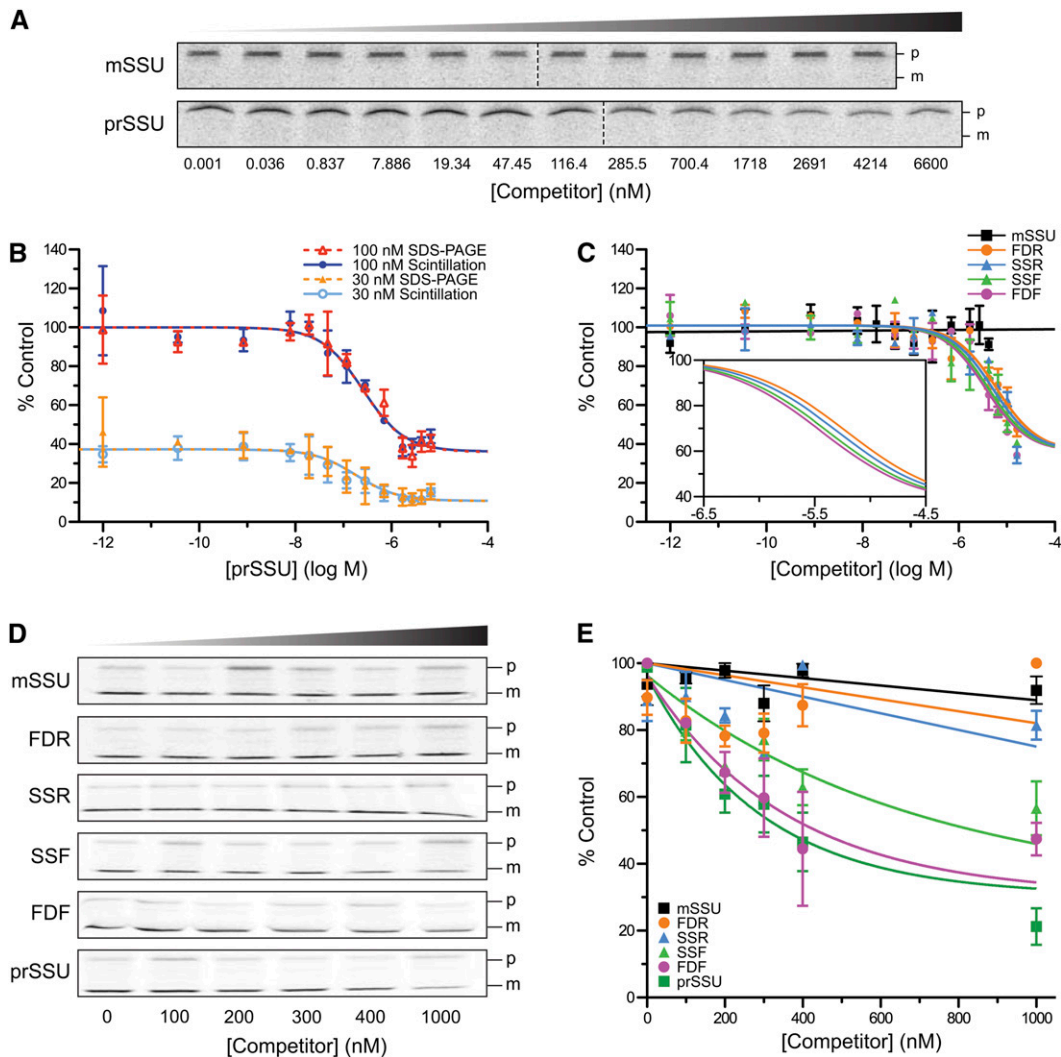 A
mSSU
p
m
prSSU
p
m
0.001 0.036 0.837 7.886 19.34 47.45 116.4 285.5 700.4 1718 2691 4214 6600
[Competitor] (nM)
B
140
120
100
80
60
40
20
0
% Control
100 nM SDS-PAGE
100 nM Scintillation
30 nM SDS-PAGE
30 nM Scintillation
-12 -10 -8 -6 -4
[prSSU] (log M)
C
140
120
100
80
60
40
20
0
% Control
mSSU
FDR
SSR
SSF
FDF
100
80
60
40
-6.5 -5.5 -4.5
-12 -10 -8 -6 -4
[Competitor] (log M)
D
mSSU
p
m
FDR
p
m
SSR
p
m
SSF
p
m
FDF
p
m
prSSU
p
m
0 100 200 300 400 1000
[Competitor] (nM)
E
100
80
60
40
20
0
% Control
mSSU
FDR
SSR
SSF
FDF
prSSU
0 200 400 600 800 1000
[Competitor] (nM)